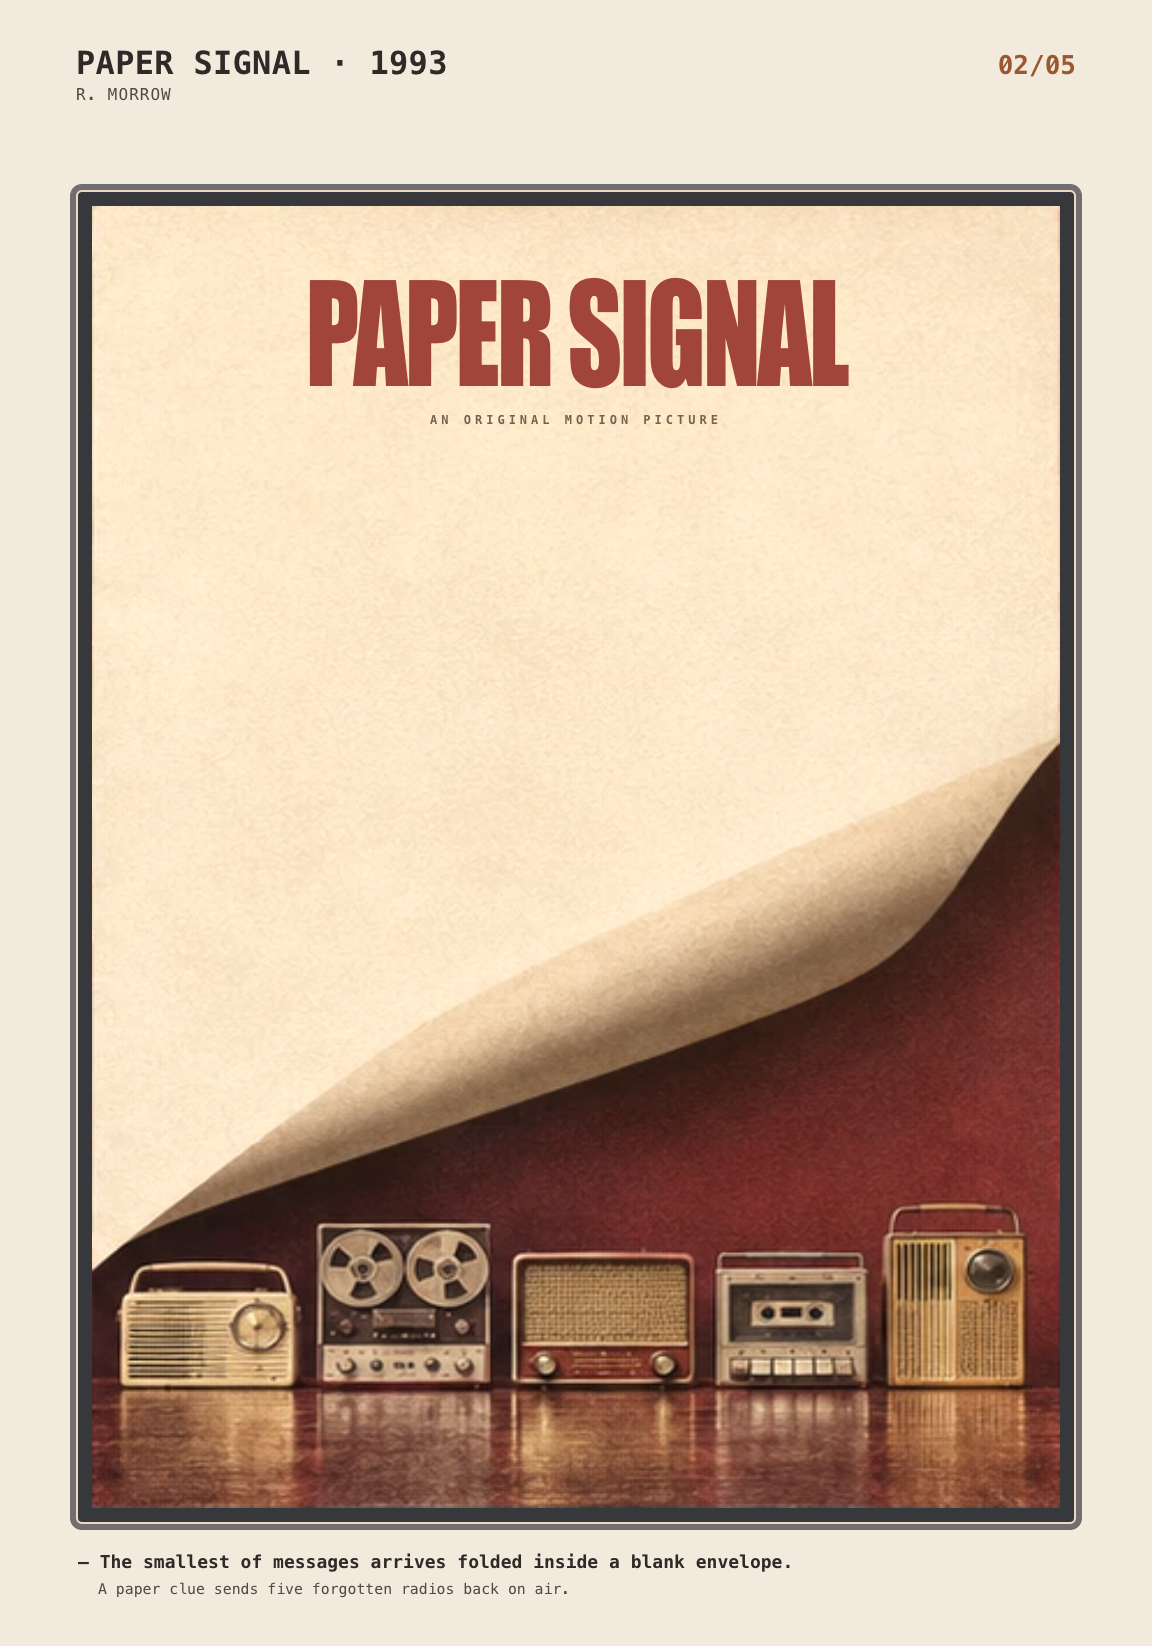 PAPER SIGNAL · 1993
02/05
R. MORROW
PAPER SIGNAL
AN ORIGINAL MOTION PICTURE
— The smallest of messages arrives folded inside a blank envelope.
A paper clue sends five forgotten radios back on air.